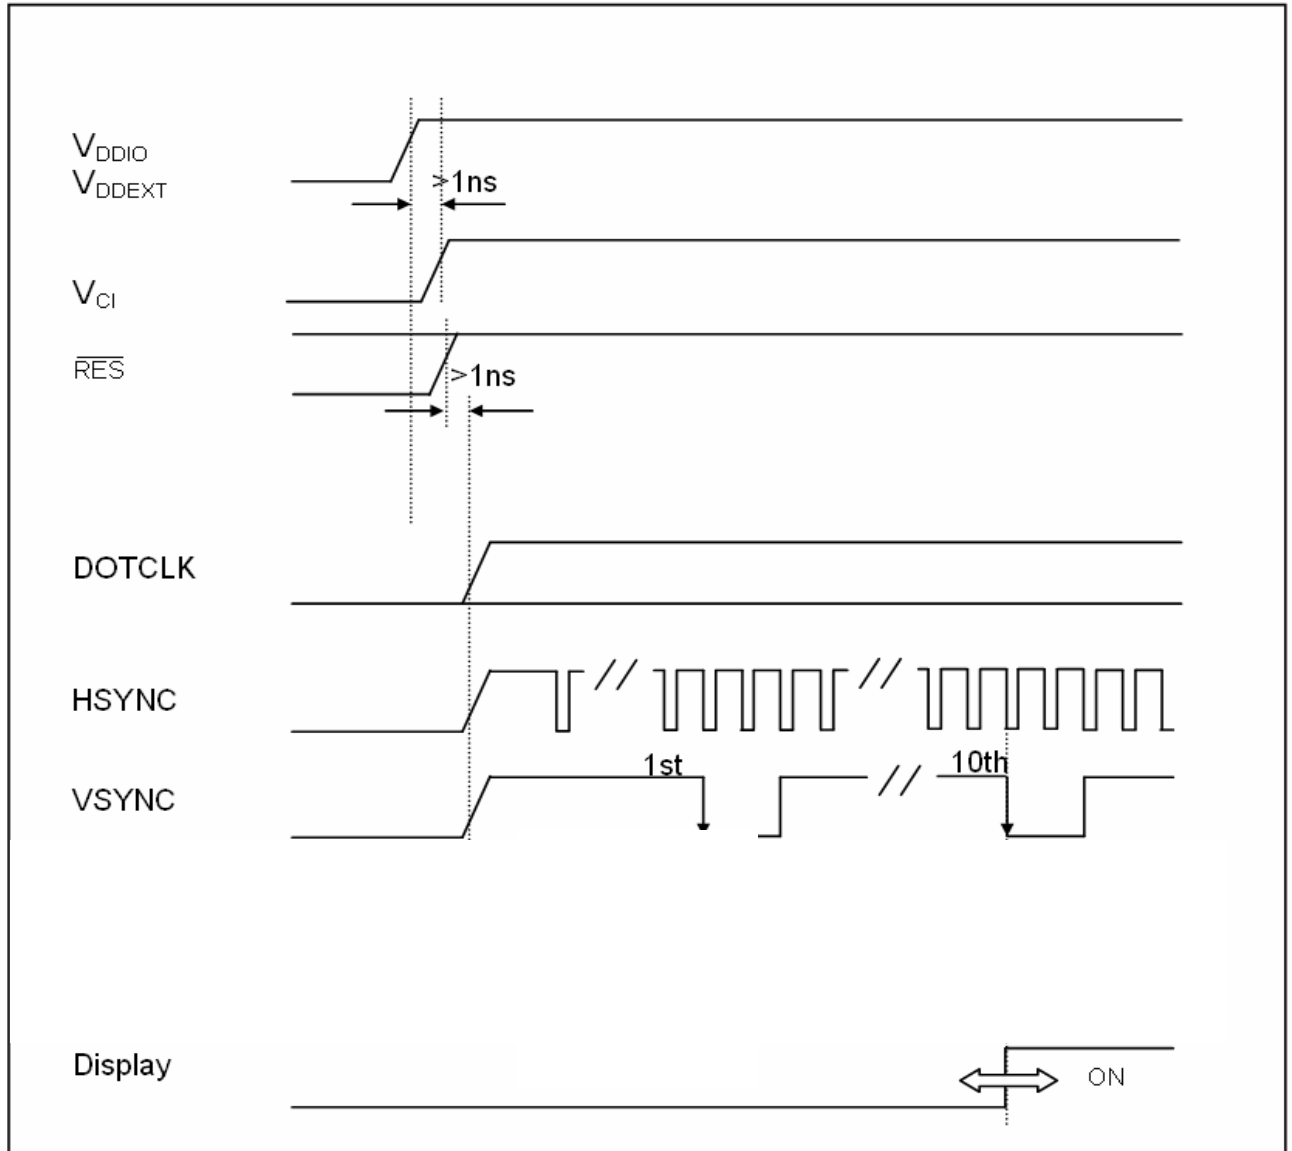 VDDIO
VDDEXT
>1ns
VCI
RES
>1ns
DOTCLK
HSYNC
VSYNC
1st
10th
Display
ON